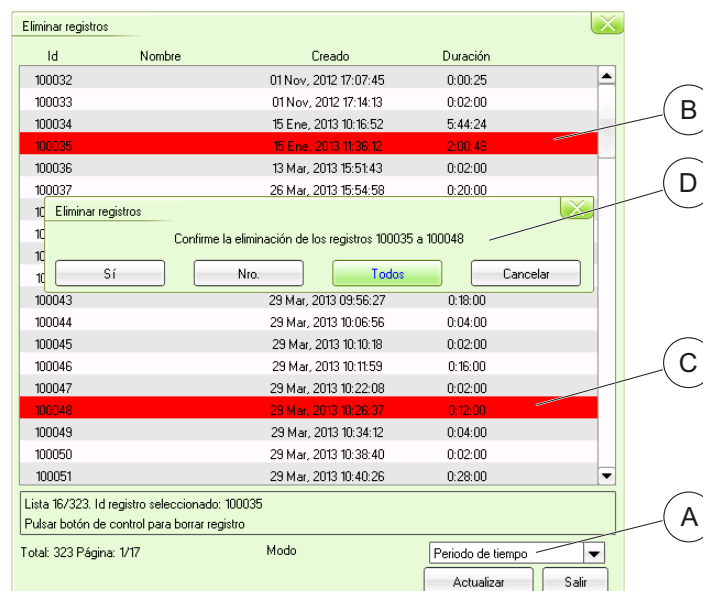 Eliminar registros
Id Nombre Creado Duración
100032 01 Nov, 2012 17:07:45 0:00:25
100033 01 Nov, 2012 17:14:13 0:02:00
100034 15 Ene, 2013 10:16:52 5:44:24
B
100035 15 Ene, 2013 11:36:12 2:00:48
100036 13 Mar, 2013 15:51:43 0:02:00
D
100037 26 Mar, 2013 15:54:58 0:20:00
10 Eliminar registros
10 Confirme la eliminación de los registros 100035 a 100048
10
10 Sí Nro. Todos Cancelar
100043 29 Mar, 2013 09:56:27 0:18:00
100044 29 Mar, 2013 10:06:56 0:04:00
100045 29 Mar, 2013 10:10:18 0:02:00
100046 29 Mar, 2013 10:11:59 0:16:00
C
100047 29 Mar, 2013 10:22:08 0:02:00
100048 29 Mar, 2013 10:26:37 0:12:00
100049 29 Mar, 2013 10:34:12 0:04:00
100050 29 Mar, 2013 10:38:40 0:02:00
100051 29 Mar, 2013 10:40:26 0:28:00
Lista 16/323. Id registro seleccionado: 100035
Pulsar botón de control para borrar registro
A
Total: 323 Página: 1/17 Modo Periodo de tiempo
Actualizar Salir